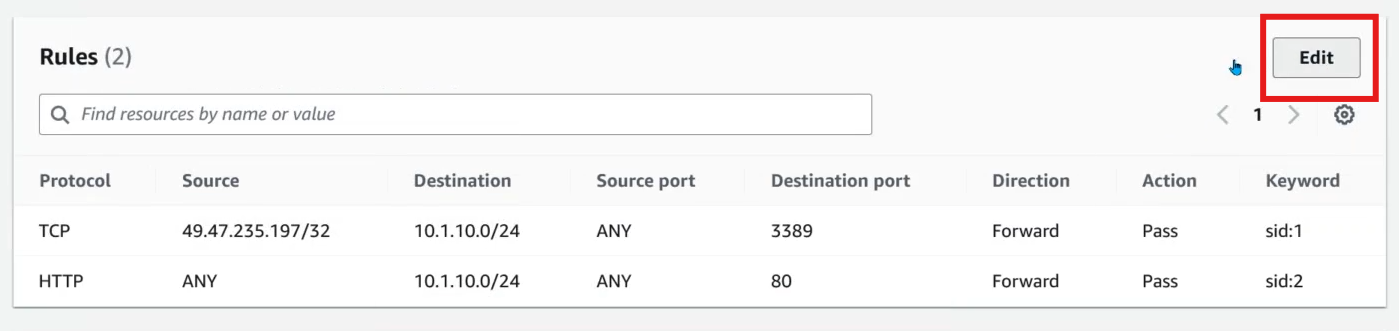 Rules (2)
Edit
Find resources by name or value
1
Protocol Source Destination Source port Destination port Direction Action Keyword
TCP 49.47.235.197/32 10.1.10.0/24 ANY 3389 Forward Pass sid:1
HTTP ANY 10.1.10.0/24 ANY 80 Forward Pass sid:2